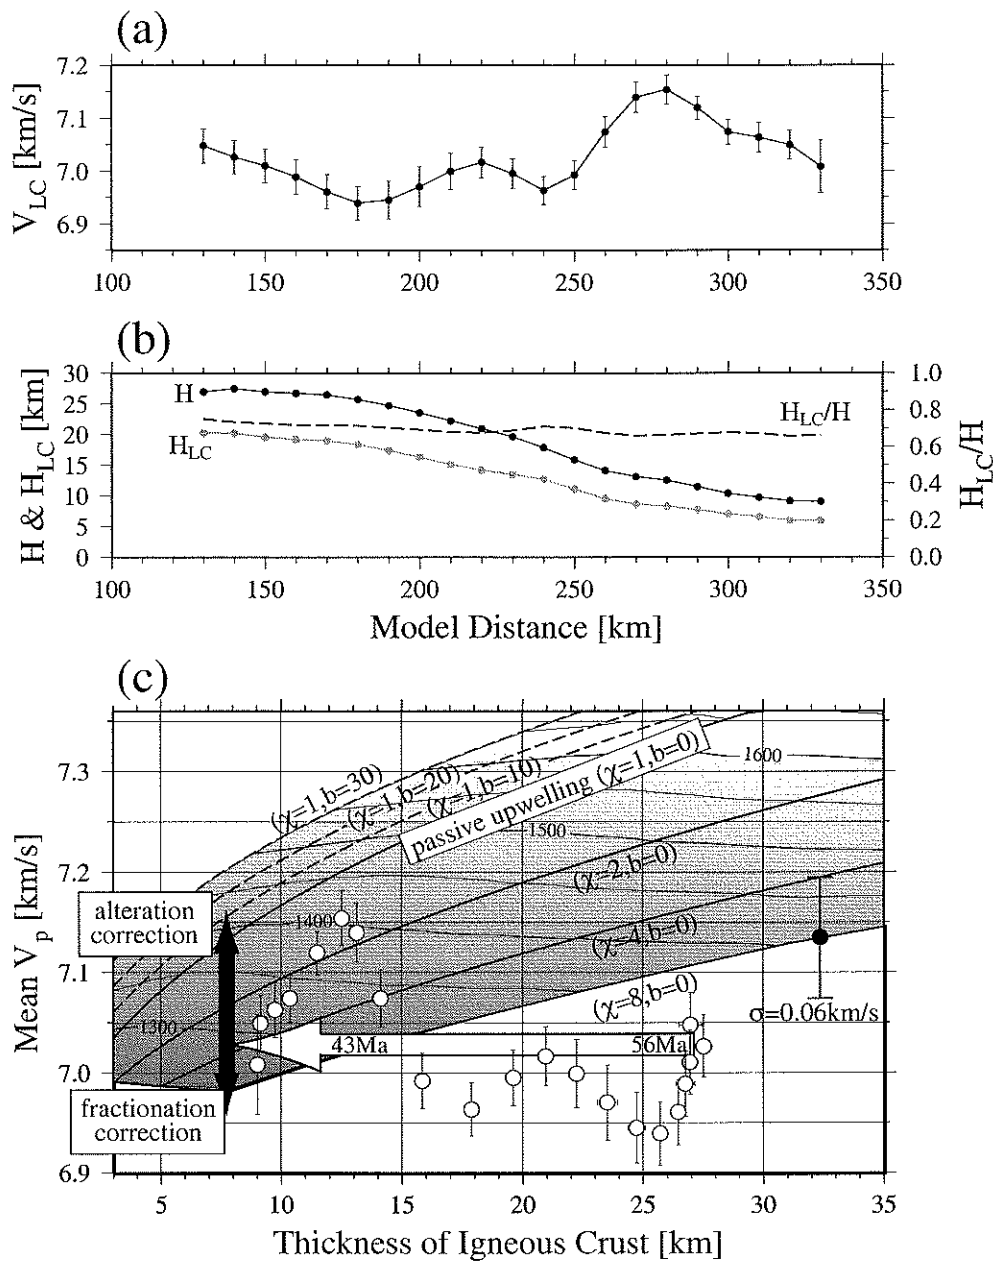 (a)
V_LC [km/s]
7.2
7.1
7.0
6.9
100 150 200 250 300 350
(b)
H & H_LC [km]
30
25
20
15
10
5
0
H
H_LC
H_LC/H
1.0
0.8
0.6
0.4
0.2
0.0
H_LC/H
100 150 200 250 300 350
Model Distance [km]
(c)
Mean V_p [km/s]
7.3
7.2
7.1
7.0
6.9
(χ=1,b=30)
(χ=1,b=20)
(χ=1,b=10)
passive upwelling (χ=1,b=0)
1600
1500
(χ=2,b=0)
alteration
correction
1400
(χ=4,b=0)
(χ=8,b=0)
σ=0.06km/s
1300
43Ma
56Ma
fractionation
correction
5 10 15 20 25 30 35
Thickness of Igneous Crust [km]